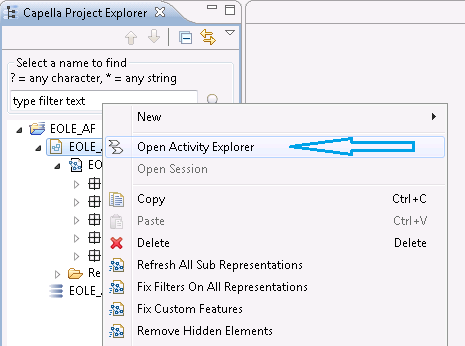 Capella Project Explorer
Select a name to find
? = any character, * = any string
type filter text
EOLE_AF
EOLE_A
EO
Re
EOLE_A
New
Open Activity Explorer
Open Session
Copy Ctrl+C
Paste Ctrl+V
Delete Delete
Refresh All Sub Representations
Fix Filters On All Representations
Fix Custom Features
Remove Hidden Elements